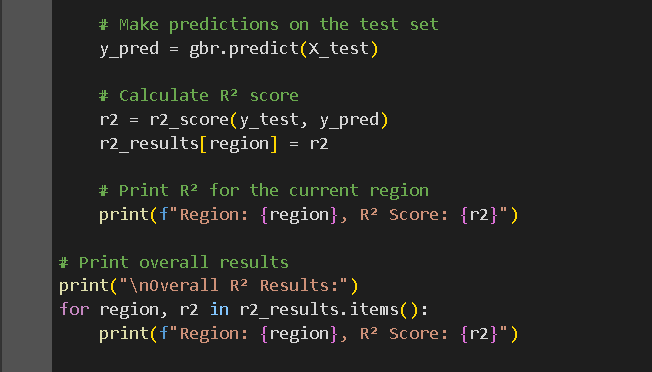 # Make predictions on the test set
y_pred = gbr.predict(X_test)
# Calculate R² score
r2 = r2_score(y_test, y_pred)
r2_results[region] = r2
# Print R² for the current region
print(f"Region: {region}, R² Score: {r2}")
# Print overall results
print("\nOverall R² Results:")
for region, r2 in r2_results.items():
print(f"Region: {region}, R² Score: {r2}")